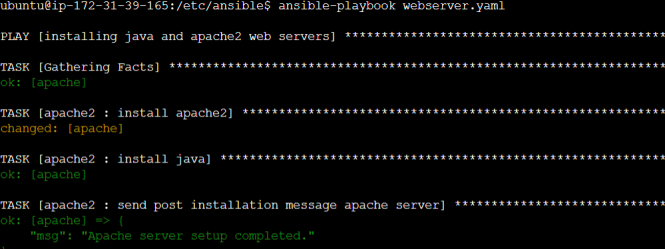 ubuntu@ip-172-31-39-165:/etc/ansible$ ansible-playbook webserver.yaml
PLAY [installing java and apache2 web servers] ********************************************
TASK [Gathering Facts] ********************************************************************
ok: [apache]
TASK [apache2 : install apache2] **********************************************************
changed: [apache]
TASK [apache2 : install java] *************************************************************
ok: [apache]
TASK [apache2 : send post installation message apache server] *****************************
ok: [apache] => {
    "msg": "Apache server setup completed."